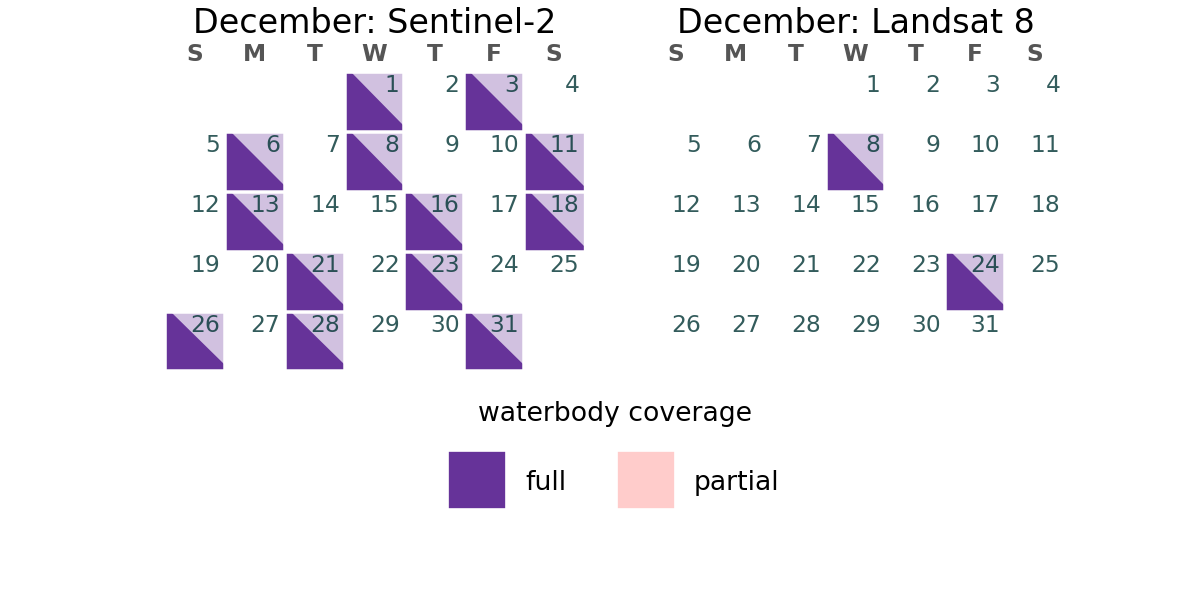 December: Sentinel-2
S M T W T F S
1 2 3 4
5 6 7 8 9 10 11
12 13 14 15 16 17 18
19 20 21 22 23 24 25
26 27 28 29 30 31
December: Landsat 8
S M T W T F S
1 2 3 4
5 6 7 8 9 10 11
12 13 14 15 16 17 18
19 20 21 22 23 24 25
26 27 28 29 30 31
waterbody coverage
full partial